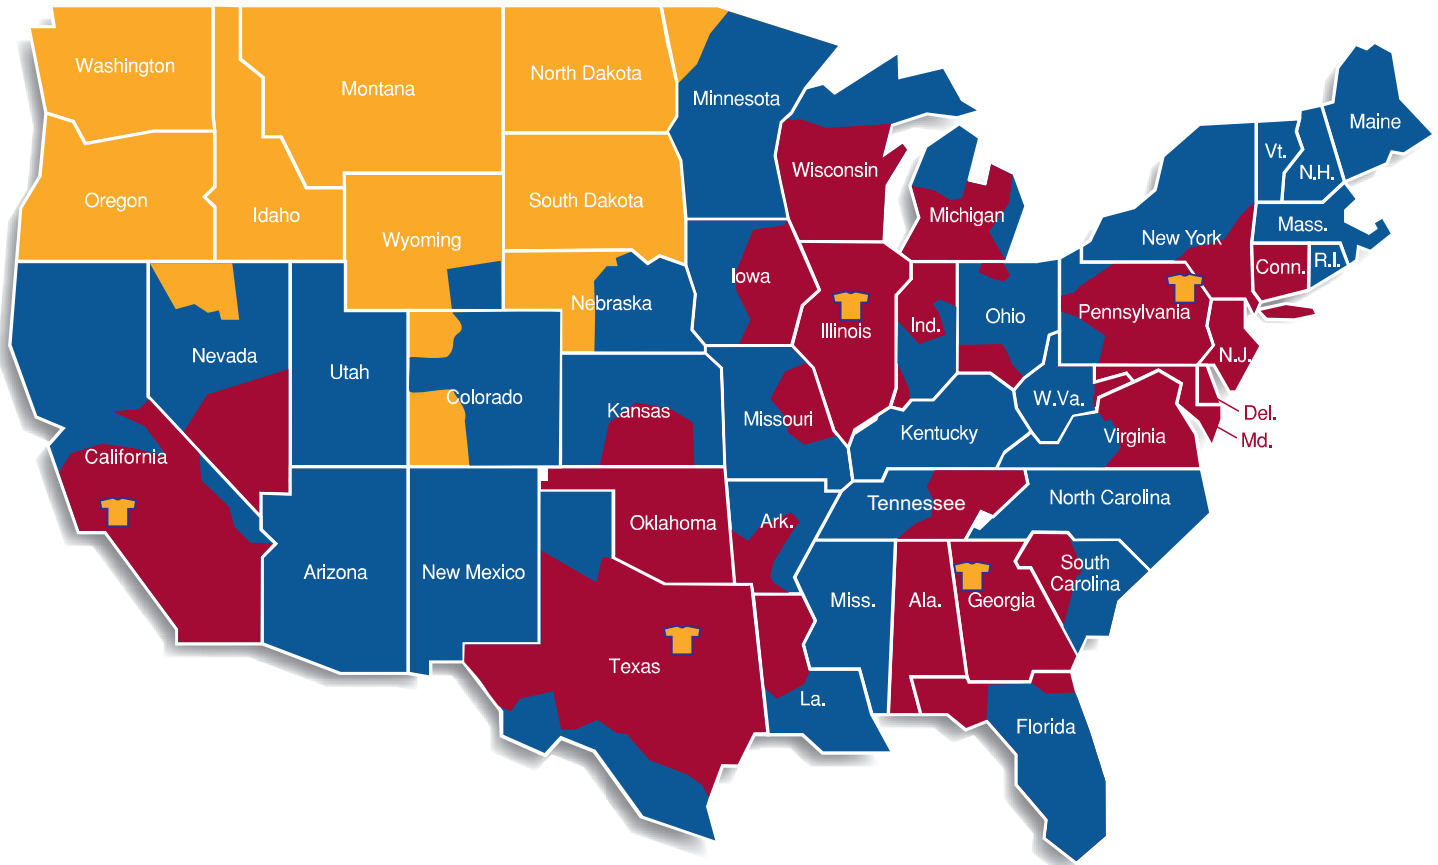 Washington
Montana
North Dakota
Minnesota
Maine
Vt.
N.H.
Wisconsin
Oregon
Idaho
South Dakota
Michigan
Mass.
Wyoming
New York
R.I.
Conn.
Iowa
Nebraska
Pennsylvania
Ohio
Ind.
Illinois
Nevada
N.J.
Utah
Colorado
W.Va.
Kansas
Del.
Missouri
Kentucky
Virginia
Md.
California
North Carolina
Tennessee
Oklahoma
Ark.
Arizona
New Mexico
South
Carolina
Miss.
Ala.
Georgia
Texas
La.
Florida